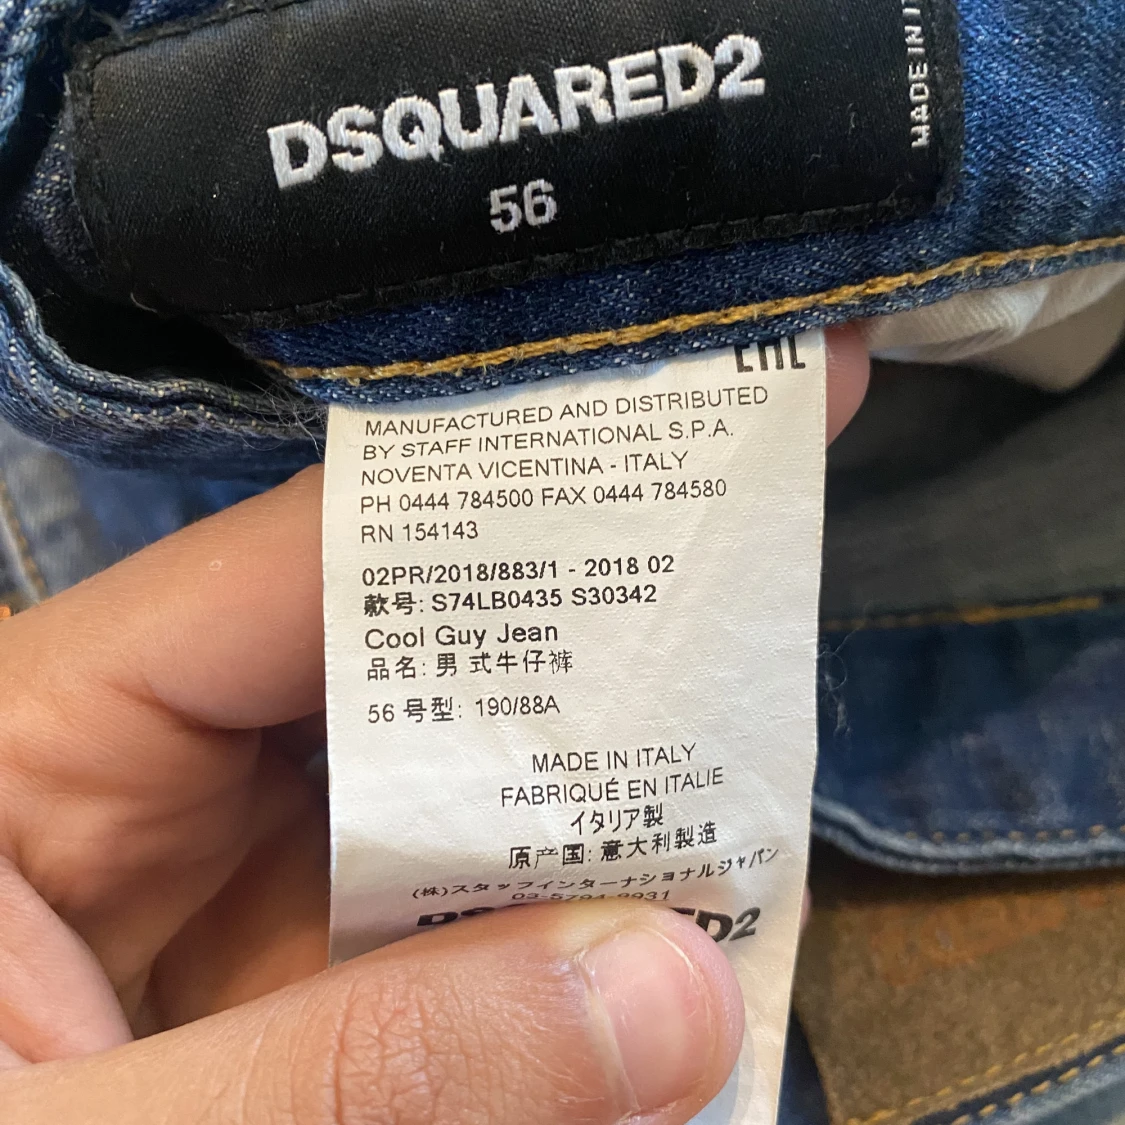 DSQUARED2
56
MADE IN
EAC
MANUFACTURED AND DISTRIBUTED
BY STAFF INTERNATIONAL S.P.A.
NOVENTA VICENTINA - ITALY
PH 0444 784500 FAX 0444 784580
RN 154143
02PR/2018/883/1 - 2018 02
款号: S74LB0435 S30342
Cool Guy Jean
品名: 男 式牛仔裤
56 号型: 190/88A
MADE IN ITALY
FABRIQUÉ EN ITALIE
イタリア製
原产国: 意大利製造
(株)スタッフインターナショナルジャパン